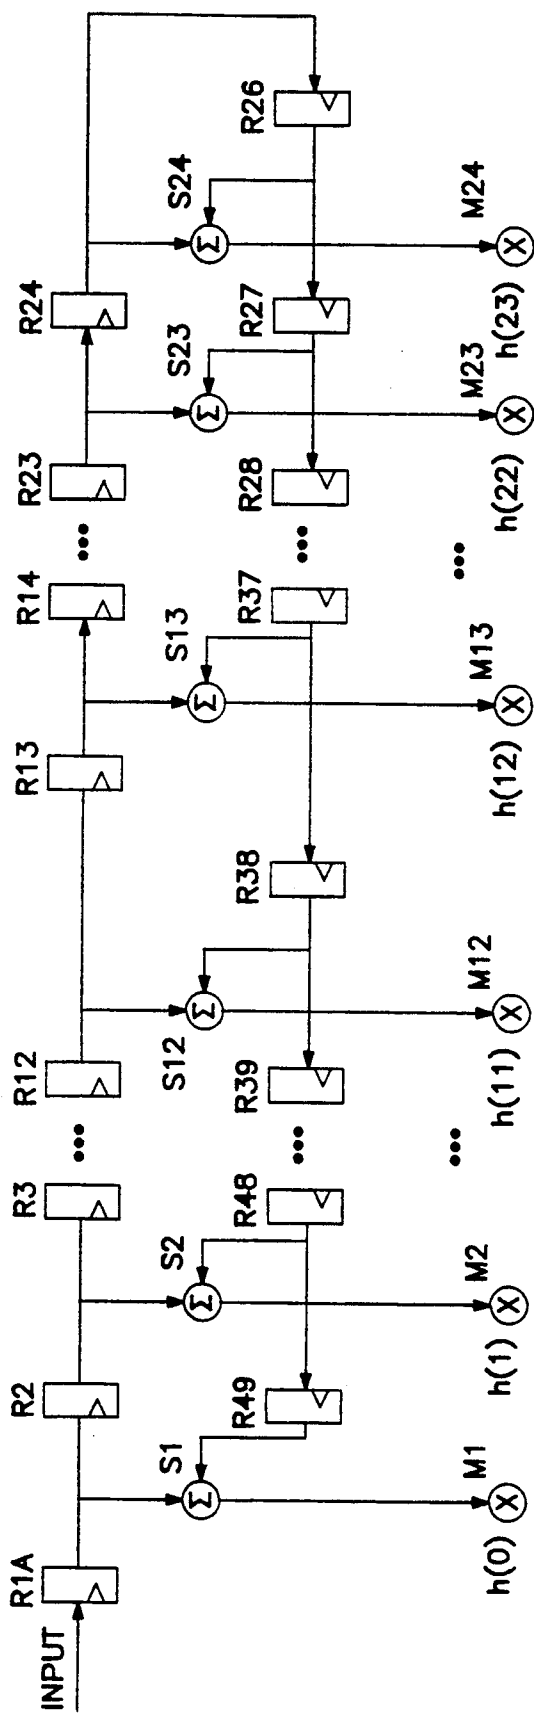 INPUT
R1A R2 R3 ••• R12 R13 R14 ••• R23 R24
S1 S2 S12 S13 S23 S24
Σ Σ Σ Σ Σ Σ
R49 R48 ••• R39 R38 R37 ••• R28 R27 R26
••• •••
M1 M2 M12 M13 M23 M24
X X X X X X
h(0) h(1) h(11) h(12) h(22) h(23)